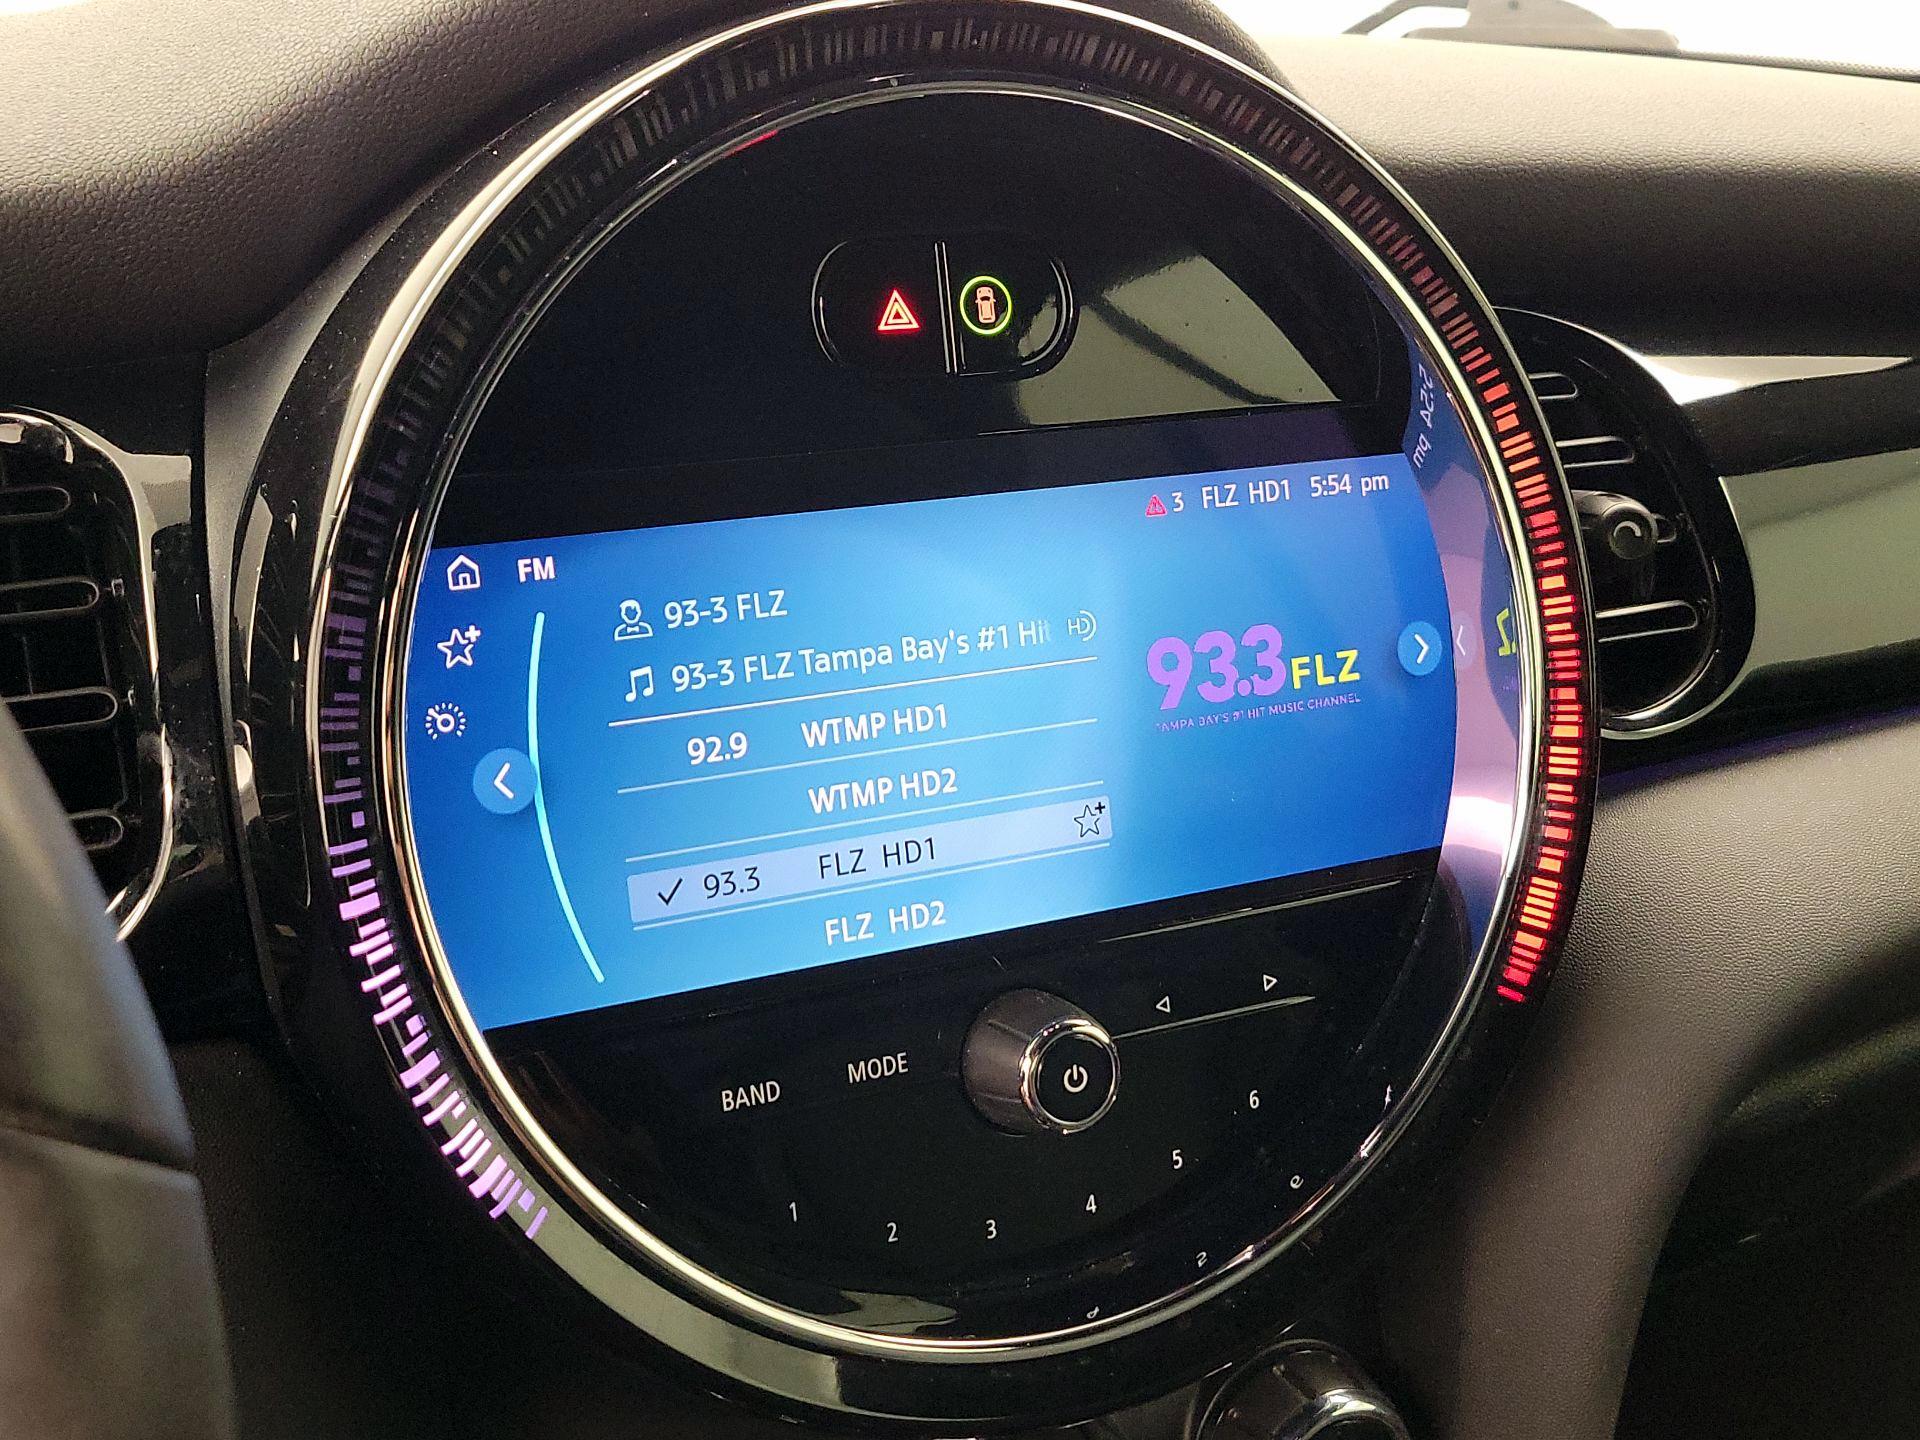 3 FLZ HD1 5:54 pm
FM
93-3 FLZ
93-3 FLZ Tampa Bay's #1 Hit HD
93.3 FLZ
TAMPA BAY'S #1 HIT MUSIC CHANNEL
92.9 WTMP HD1
WTMP HD2
93.3 FLZ HD1
FLZ HD2
BAND MODE
1 2 3 4 5 6